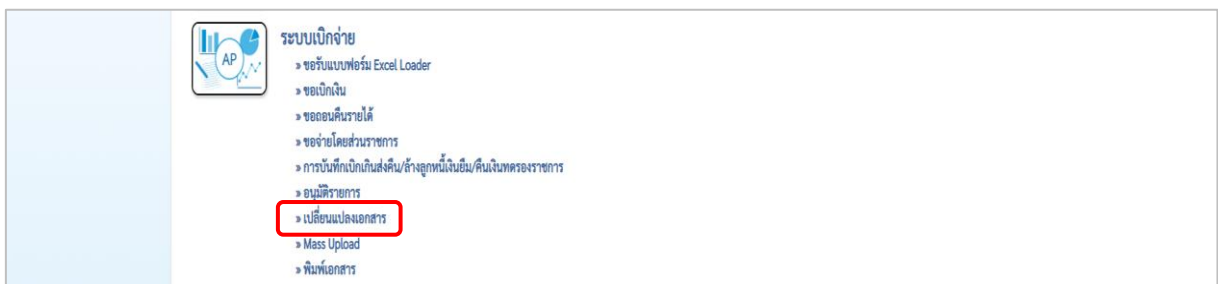 AP
ระบบเบิกจ่าย
» ขอรับแบบฟอร์ม Excel Loader
» ขอเบิกเงิน
» ขอถอนคืนรายได้
» ขอจ่ายโดยส่วนราชการ
» การบันทึกเบิกเกินส่งคืน/ล้างลูกหนี้เงินยืม/คืนเงินทดรองราชการ
» อนุมัติรายการ
» เปลี่ยนแปลงเอกสาร
» Mass Upload
» พิมพ์เอกสาร